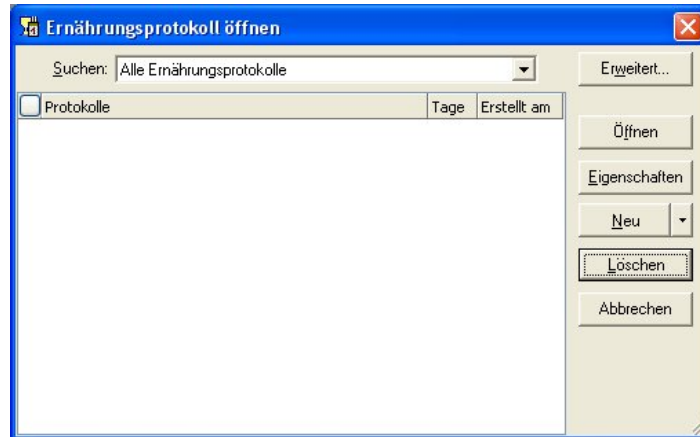 Ernährungsprotokoll öffnen
Suchen: Alle Ernährungsprotokolle
Erweitert...
Protokolle Tage Erstellt am
Öffnen
Eigenschaften
Neu
Löschen
Abbrechen